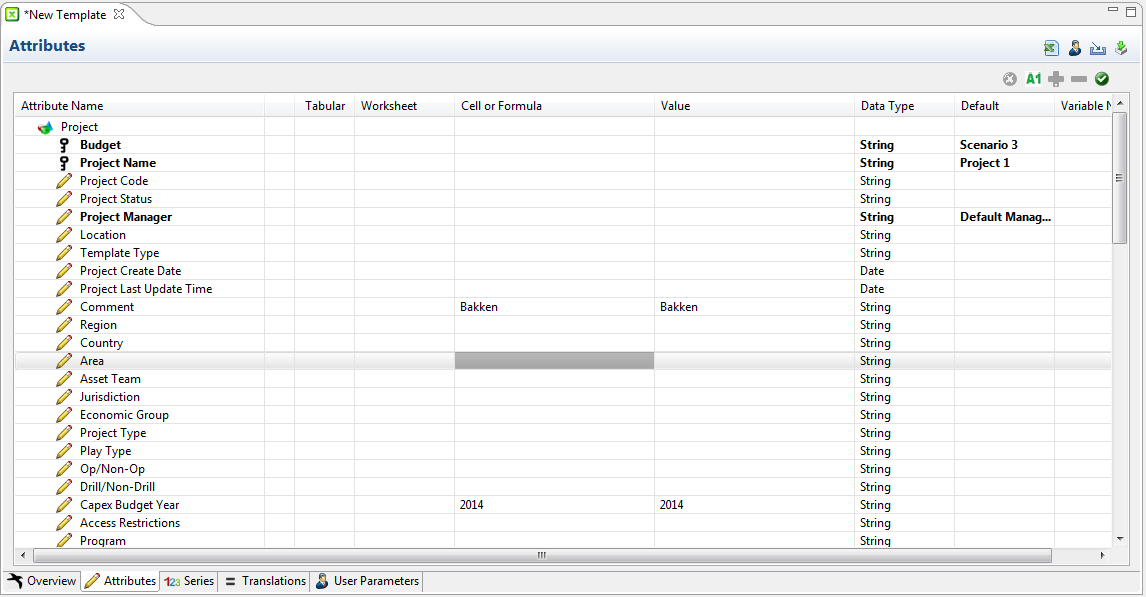 *New Template
Attributes
A1
Attribute Name Tabular Worksheet Cell or Formula Value Data Type Default Variable N
Project
Budget String Scenario 3
Project Name String Project 1
Project Code String
Project Status String
Project Manager String Default Manag...
Location String
Template Type String
Project Create Date Date
Project Last Update Time Date
Comment Bakken Bakken String
Region String
Country String
Area String
Asset Team String
Jurisdiction String
Economic Group String
Project Type String
Play Type String
Op/Non-Op String
Drill/Non-Drill String
Capex Budget Year 2014 2014 String
Access Restrictions String
Program String
Overview Attributes 123 Series Translations User Parameters